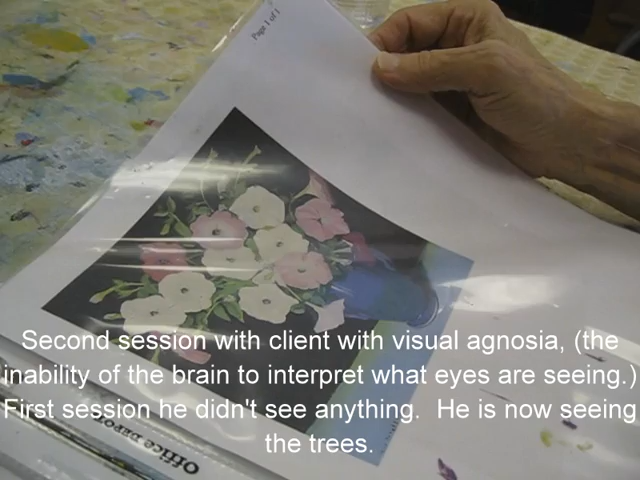 Page 1 of 1
Second session with client with visual agnosia, (the
inability of the brain to interpret what eyes are seeing.)
First session he didn't see anything.  He is now seeing
the trees.
Office DEPOT